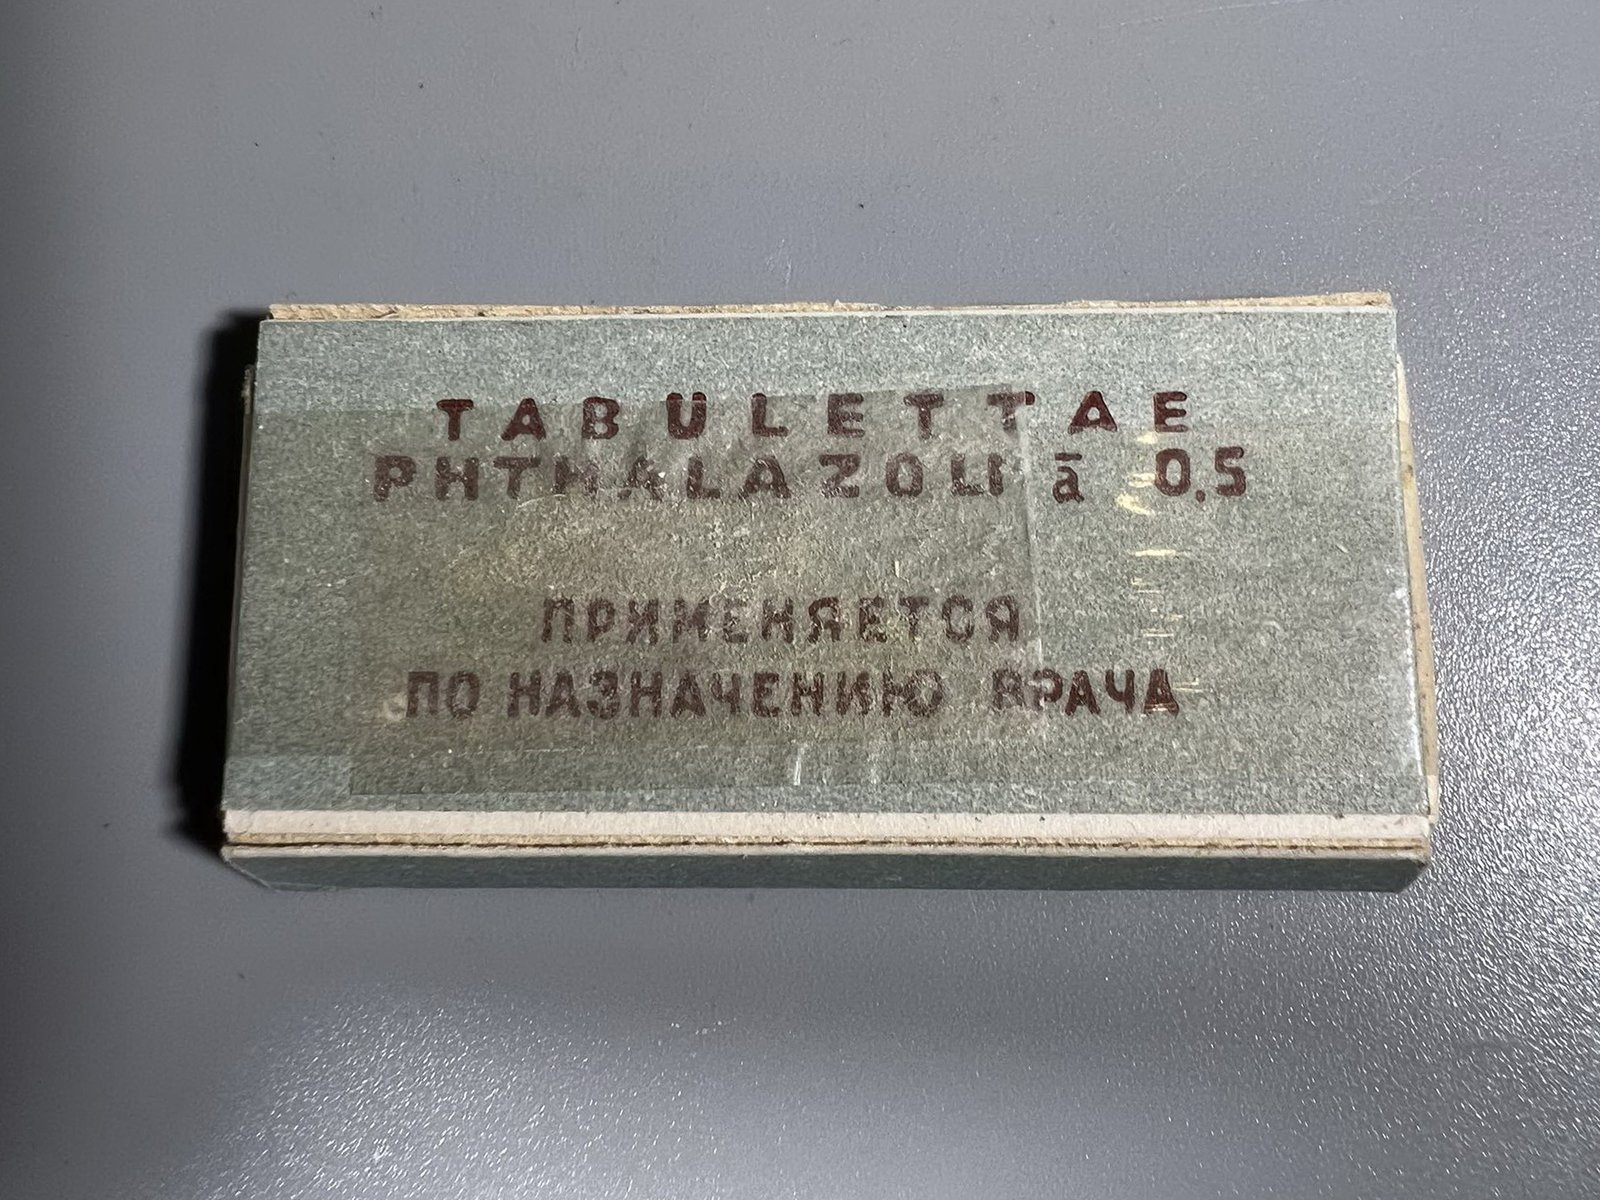 TABULETTAE
PHTHALAZOLI ā 0,5
ПРИМЕНЯЕТСЯ
ПО НАЗНАЧЕНИЮ ВРАЧА